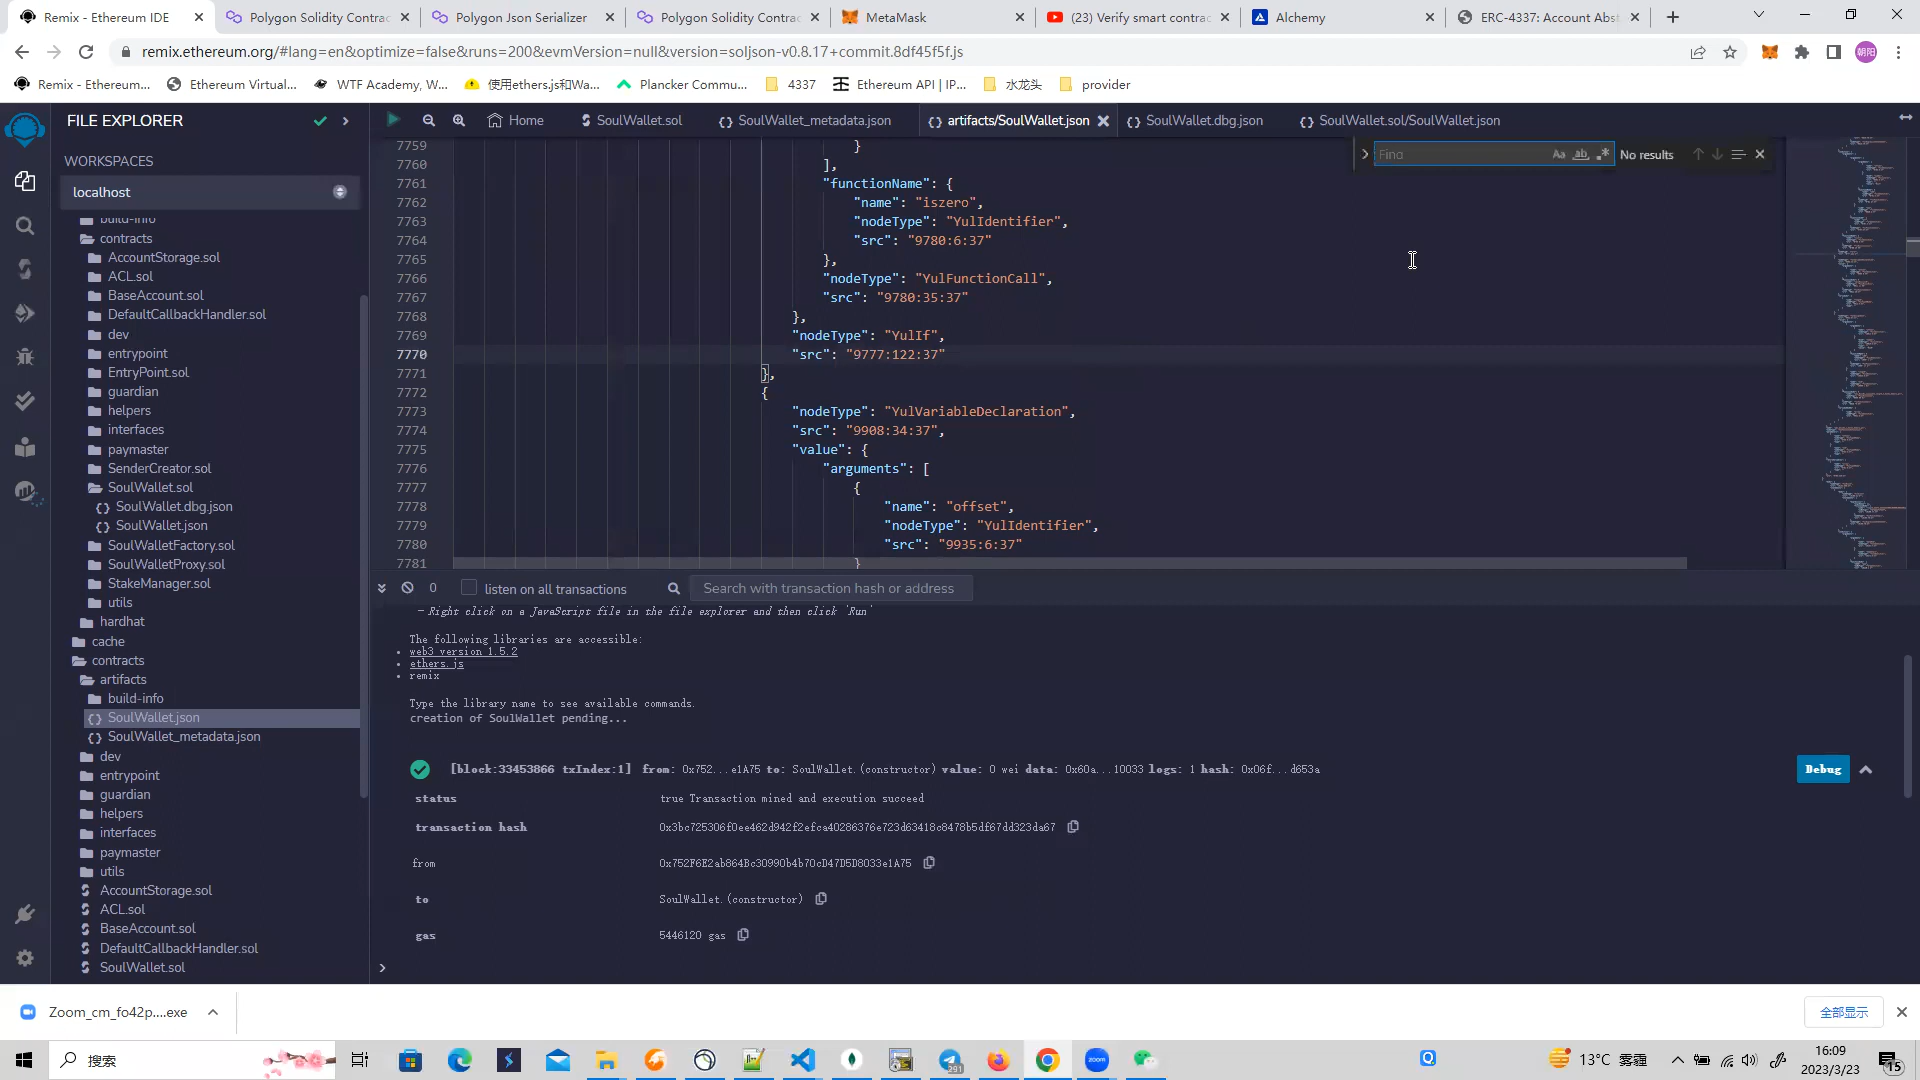 Remix - Ethereum IDE
Polygon Solidity Contrac
Polygon Json Serializer
Polygon Solidity Contrac
MetaMask
(23) Verify smart contrac
Alchemy
ERC-4337: Account Abst
remix.ethereum.org/#lang=en&optimize=false&runs=200&evmVersion=null&version=soljson-v0.8.17+commit.8df45f5f.js
朝阳
Remix - Ethereum...
Ethereum Virtual...
WTF Academy, W...
使用ethers.js和Wa...
Plancker Commu...
4337
Ethereum API | IP...
水龙头
provider
FILE EXPLORER
Home
SoulWallet.sol
SoulWallet_metadata.json
artifacts/SoulWallet.json
SoulWallet.dbg.json
SoulWallet.sol/SoulWallet.json
WORKSPACES
localhost
build-info
contracts
AccountStorage.sol
ACL.sol
BaseAccount.sol
DefaultCallbackHandler.sol
dev
entrypoint
EntryPoint.sol
guardian
helpers
interfaces
paymaster
SenderCreator.sol
SoulWallet.sol
SoulWallet.dbg.json
SoulWallet.json
SoulWalletFactory.sol
SoulWalletProxy.sol
StakeManager.sol
utils
hardhat
cache
contracts
artifacts
build-info
SoulWallet.json
SoulWallet_metadata.json
dev
entrypoint
guardian
helpers
interfaces
paymaster
utils
AccountStorage.sol
ACL.sol
BaseAccount.sol
DefaultCallbackHandler.sol
SoulWallet.sol
Find
Aa
ab
No results
7759 }
7760 ],
7761 "functionName": {
7762 "name": "iszero",
7763 "nodeType": "YulIdentifier",
7764 "src": "9780:6:37"
7765 },
7766 "nodeType": "YulFunctionCall",
7767 "src": "9780:35:37"
7768 },
7769 "nodeType": "YulIf",
7770 "src": "9777:122:37"
7771 },
7772 {
7773 "nodeType": "YulVariableDeclaration",
7774 "src": "9908:34:37",
7775 "value": {
7776 "arguments": [
7777 {
7778 "name": "offset",
7779 "nodeType": "YulIdentifier",
7780 "src": "9935:6:37"
7781 }
0
listen on all transactions
Search with transaction hash or address
- Right click on a JavaScript file in the file explorer and then click `Run`
The following libraries are accessible:
• web3 version 1.5.2
• ethers.js
• remix
Type the library name to see available commands.
creation of SoulWallet pending...
[block:33453866 txIndex:1] from: 0x752...e1A75 to: SoulWallet.(constructor) value: 0 wei data: 0x60a...10033 logs: 1 hash: 0x06f...d653a
Debug
status true Transaction mined and execution succeed
transaction hash 0x3bc725306f0ee462d942f2efca40286376e723d63418c8478b5df67dd323da67
from 0x752F6E2ab864Bc30990b4b70cD47D5D8033e1A75
to SoulWallet.(constructor)
gas 5446120 gas
>
Zoom_cm_fo42p....exe
全部显示
搜索
291
zoom
13°C 雾霾
16:09
2023/3/23
15